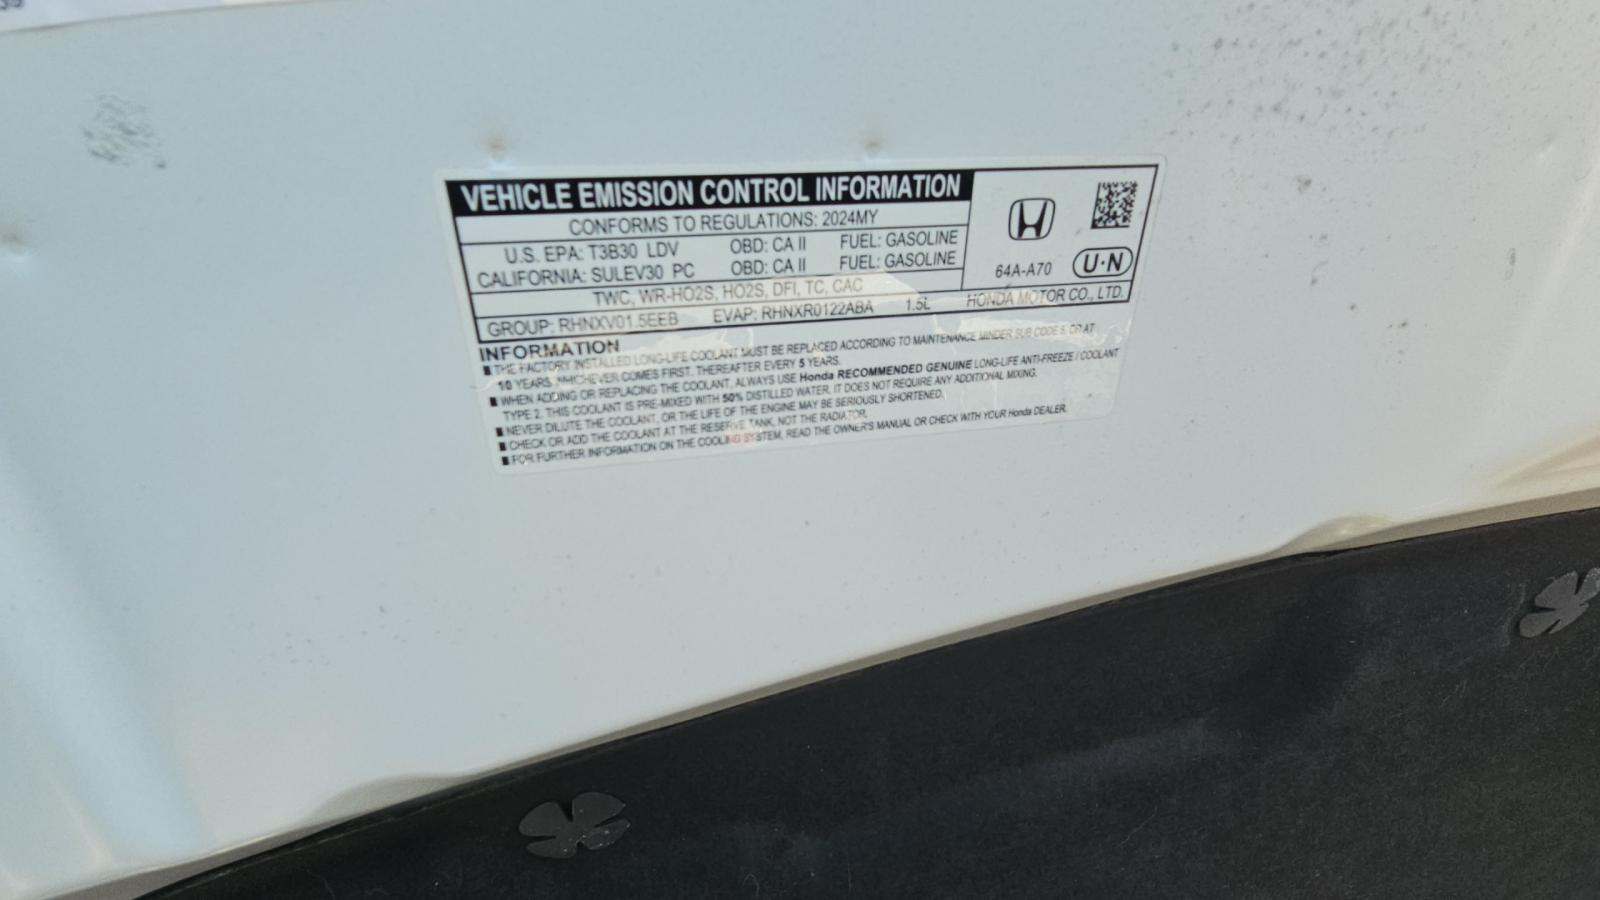 VEHICLE EMISSION CONTROL INFORMATION
CONFORMS TO REGULATIONS: 2024MY
U.S. EPA: T3B30 LDV OBD: CA II FUEL: GASOLINE
CALIFORNIA: SULEV30 PC OBD: CA II FUEL: GASOLINE
64A-A70 U·N
TWC, WR-HO2S, HO2S, DFI, TC, CAC
GROUP: RHNXV01.5EEB EVAP: RHNXR0122ABA 1.5L HONDA MOTOR CO., LTD.
INFORMATION
■ THE FACTORY INSTALLED LONG-LIFE COOLANT MUST BE REPLACED ACCORDING TO MAINTENANCE MINDER SUB CODE 5, OR AT
10 YEARS, WHICHEVER COMES FIRST. THEREAFTER EVERY 5 YEARS.
■ WHEN ADDING OR REPLACING THE COOLANT, ALWAYS USE Honda RECOMMENDED GENUINE LONG-LIFE ANTI-FREEZE / COOLANT
TYPE 2. THIS COOLANT IS PRE-MIXED WITH 50% DISTILLED WATER. IT DOES NOT REQUIRE ANY ADDITIONAL MIXING.
■ NEVER DILUTE THE COOLANT, OR THE LIFE OF THE ENGINE MAY BE SERIOUSLY SHORTENED.
■ CHECK OR ADD THE COOLANT AT THE RESERVE TANK, NOT THE RADIATOR.
■ FOR FURTHER INFORMATION ON THE COOLING SYSTEM, READ THE OWNER'S MANUAL OR CHECK WITH YOUR Honda DEALER.